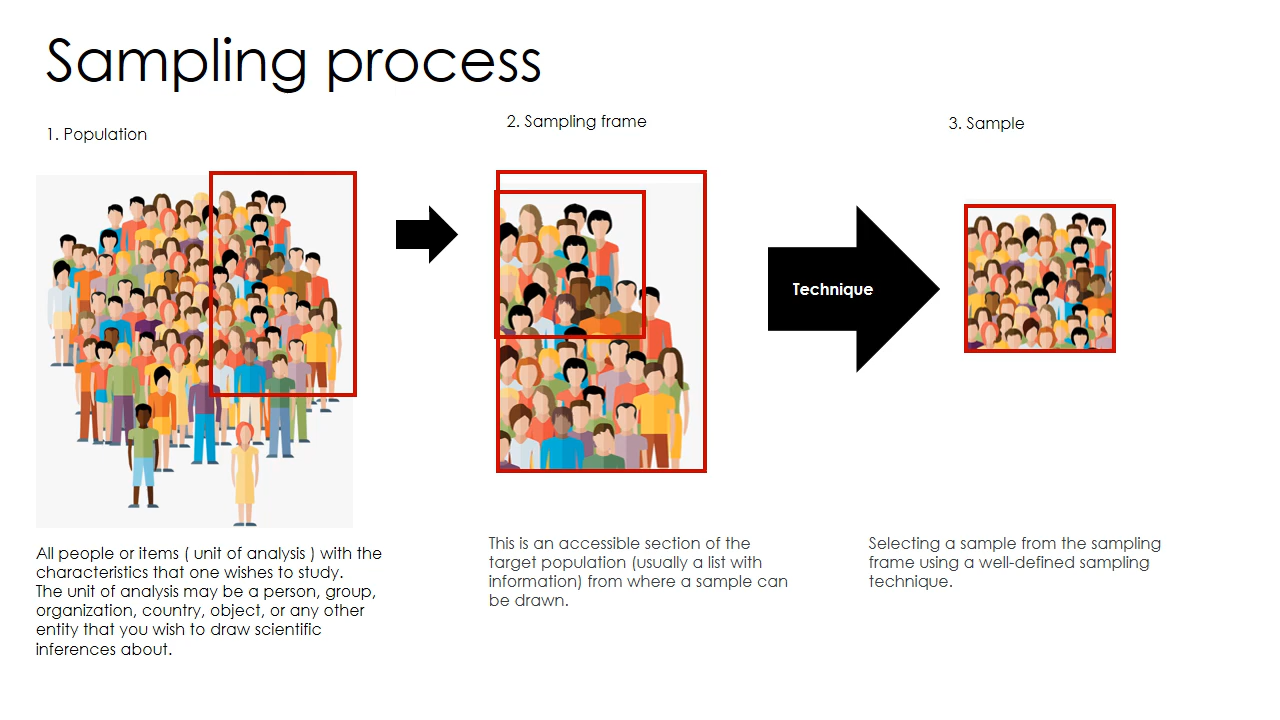 Sampling process
1. Population
2. Sampling frame
3. Sample
Technique
All people or items ( unit of analysis ) with the
characteristics that one wishes to study.
The unit of analysis may be a person, group,
organization, country, object, or any other
entity that you wish to draw scientific
inferences about.
This is an accessible section of the
target population (usually a list with
information) from where a sample can
be drawn.
Selecting a sample from the sampling
frame using a well-defined sampling
technique.